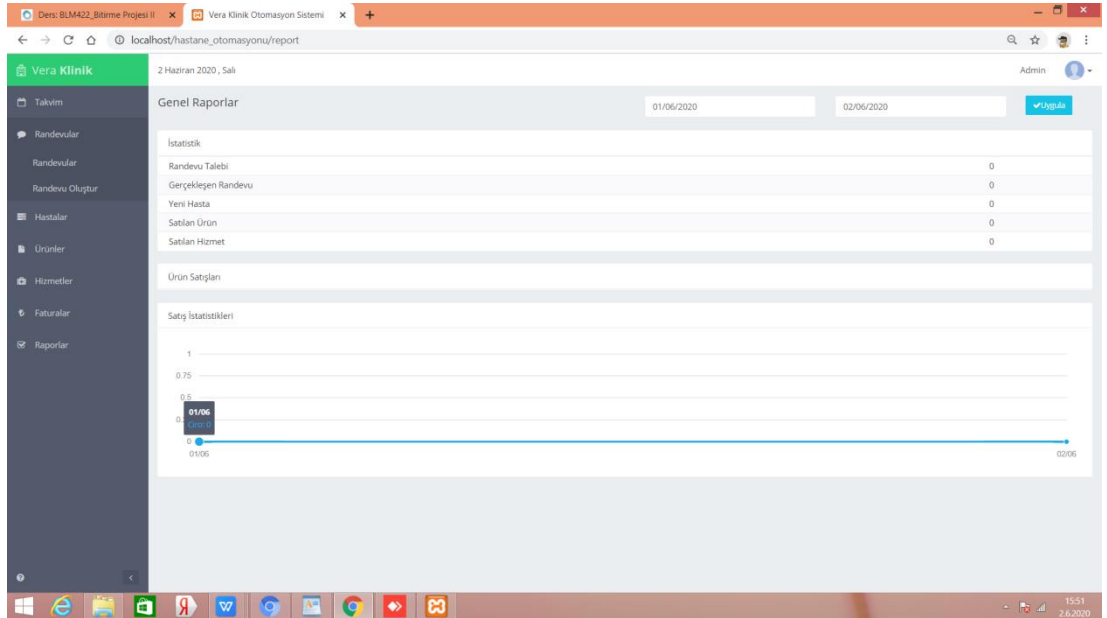 Ders: BLM422_Bitirme Projesi II
Vera Klinik Otomasyon Sistemi
localhost/hastane_otomasyonu/report
Vera Klinik
2 Haziran 2020 , Salı
Admin
Takvim
Randevular
Randevular
Randevu Oluştur
Hastalar
Ürünler
Hizmetler
Faturalar
Raporlar
Genel Raporlar
01/06/2020
02/06/2020
Uygula
İstatistik
Randevu Talebi 0
Gerçekleşen Randevu 0
Yeni Hasta 0
Satılan Ürün 0
Satılan Hizmet 0
Ürün Satışları
Satış İstatistikleri
1
0.75
0.5
01/06
Ciro: 0
0
01/06
02/06
15:51
2.6.2020